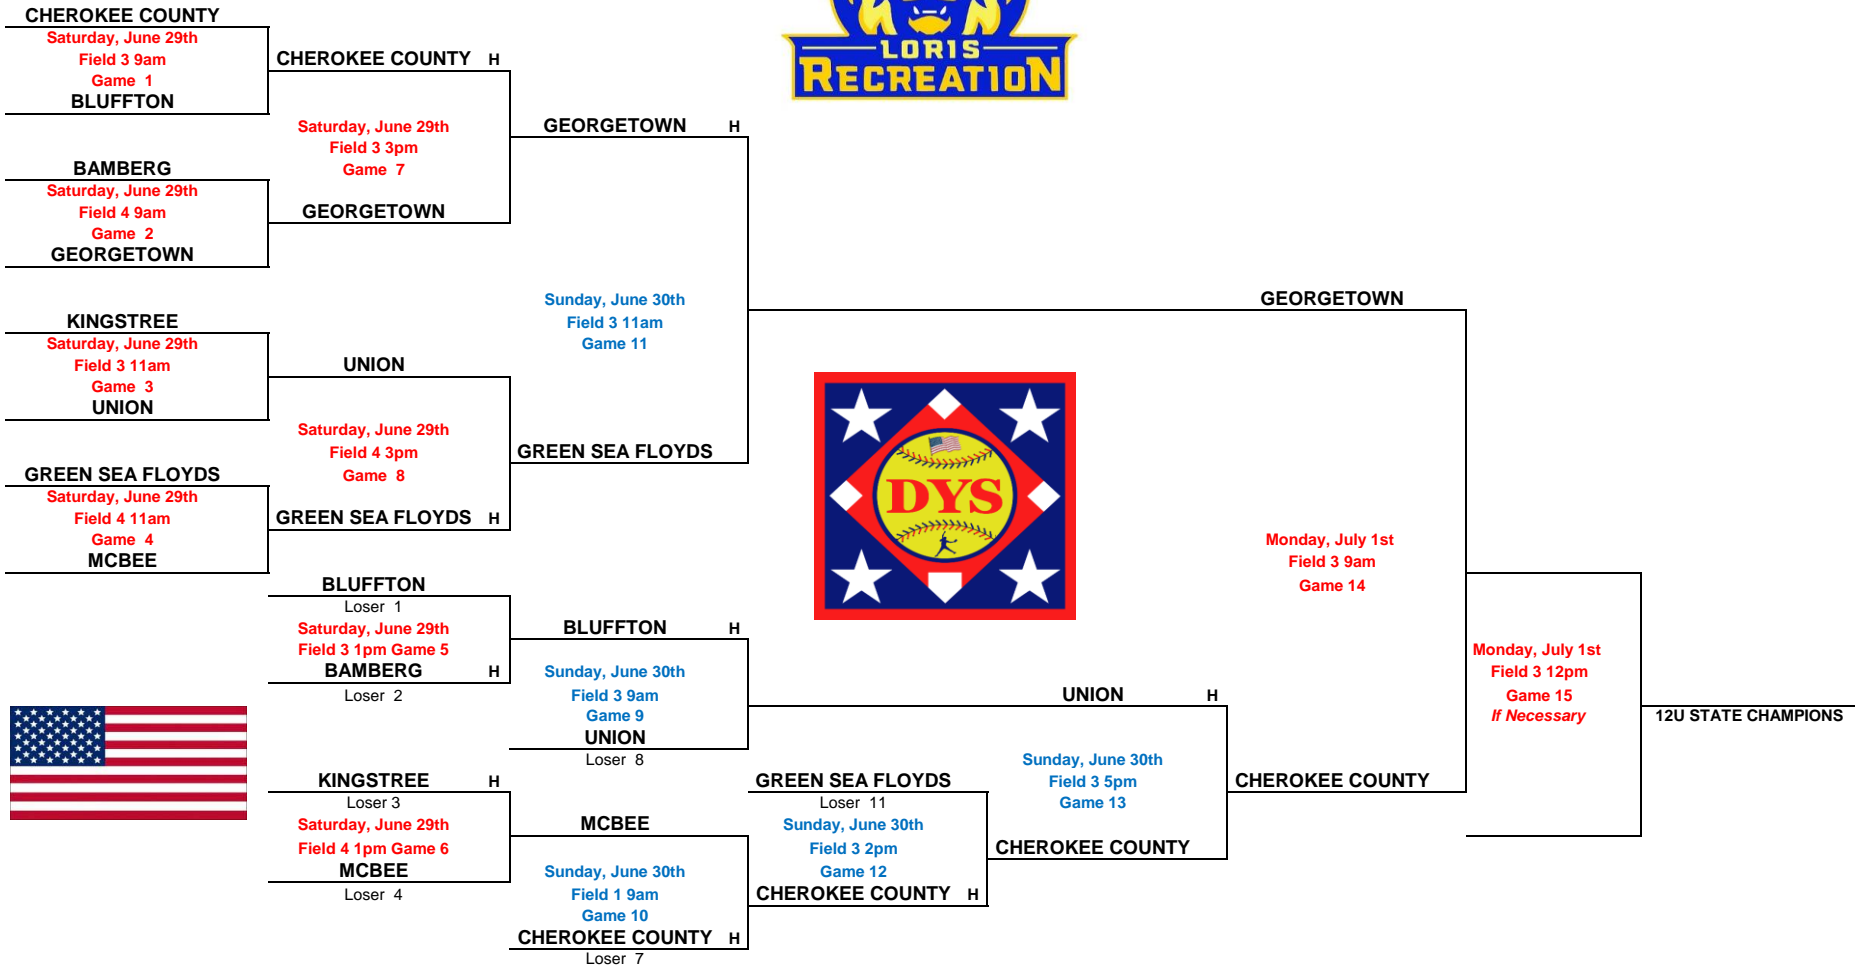 CHEROKEE COUNTY
Saturday, June 29th
Field 3 9am
Game 1
BLUFFTON
BAMBERG
Saturday, June 29th
Field 4 9am
Game 2
GEORGETOWN
KINGSTREE
Saturday, June 29th
Field 3 11am
Game 3
UNION
GREEN SEA FLOYDS
Saturday, June 29th
Field 4 11am
Game 4
MCBEE
CHEROKEE COUNTY H
Saturday, June 29th
Field 3 3pm
Game 7
GEORGETOWN
UNION
Saturday, June 29th
Field 4 3pm
Game 8
GREEN SEA FLOYDS H
BLUFFTON
Loser 1
Saturday, June 29th
Field 3 1pm Game 5
BAMBERG H
Loser 2
KINGSTREE H
Loser 3
Saturday, June 29th
Field 4 1pm Game 6
MCBEE
Loser 4
GEORGETOWN H
Sunday, June 30th
Field 3 11am
Game 11
GREEN SEA FLOYDS
BLUFFTON H
Sunday, June 30th
Field 3 9am
Game 9
UNION
Loser 8
MCBEE
Sunday, June 30th
Field 1 9am
Game 10
CHEROKEE COUNTY H
Loser 7
LORIS
RECREATION
DYS
GREEN SEA FLOYDS
Loser 11
Sunday, June 30th
Field 3 2pm
Game 12
CHEROKEE COUNTY H
UNION H
Sunday, June 30th
Field 3 5pm
Game 13
CHEROKEE COUNTY
GEORGETOWN
Monday, July 1st
Field 3 9am
Game 14
CHEROKEE COUNTY
Monday, July 1st
Field 3 12pm
Game 15
If Necessary
12U STATE CHAMPIONS